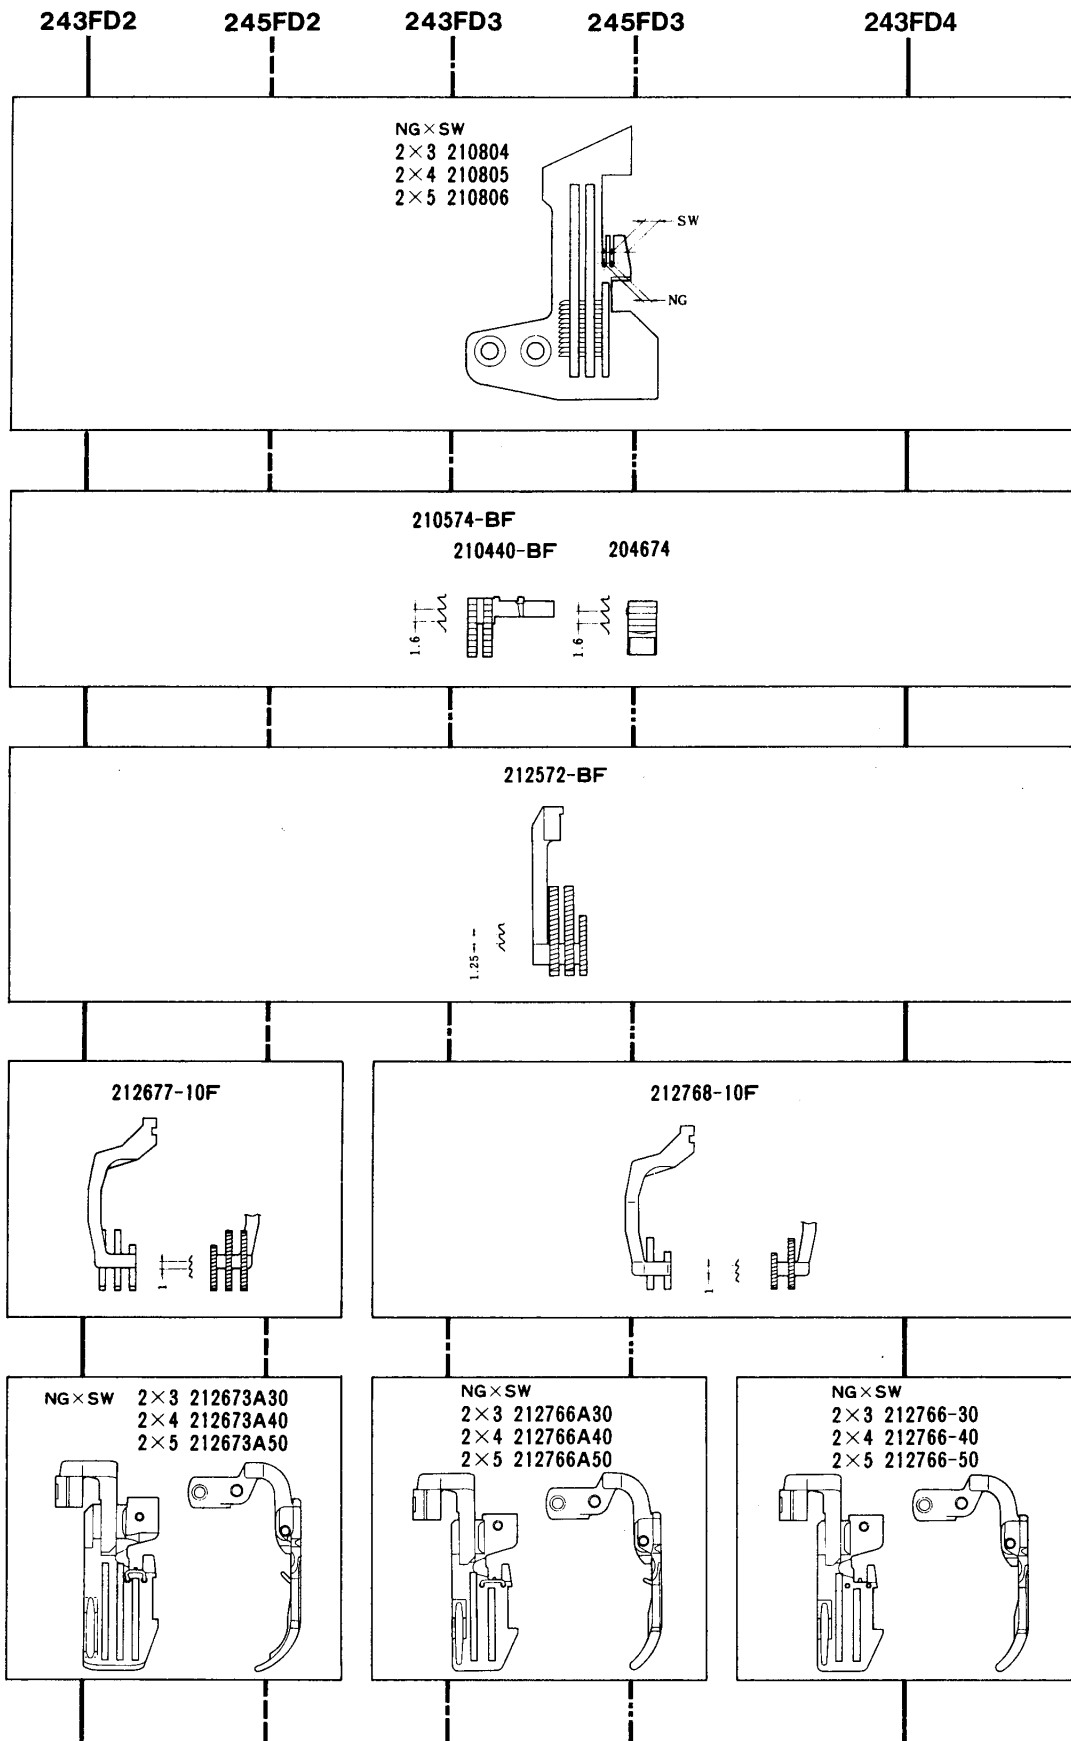 243FD2 245FD2 243FD3 245FD3 243FD4
NG×SW
2×3 210804
2×4 210805
2×5 210806
SW
NG
210574-BF
210440-BF 204674
1.6
1.6
212572-BF
1.25
212677-10F
1
212768-10F
1
NG×SW 2×3 212673A30
2×4 212673A40
2×5 212673A50
NG×SW
2×3 212766A30
2×4 212766A40
2×5 212766A50
NG×SW
2×3 212766-30
2×4 212766-40
2×5 212766-50